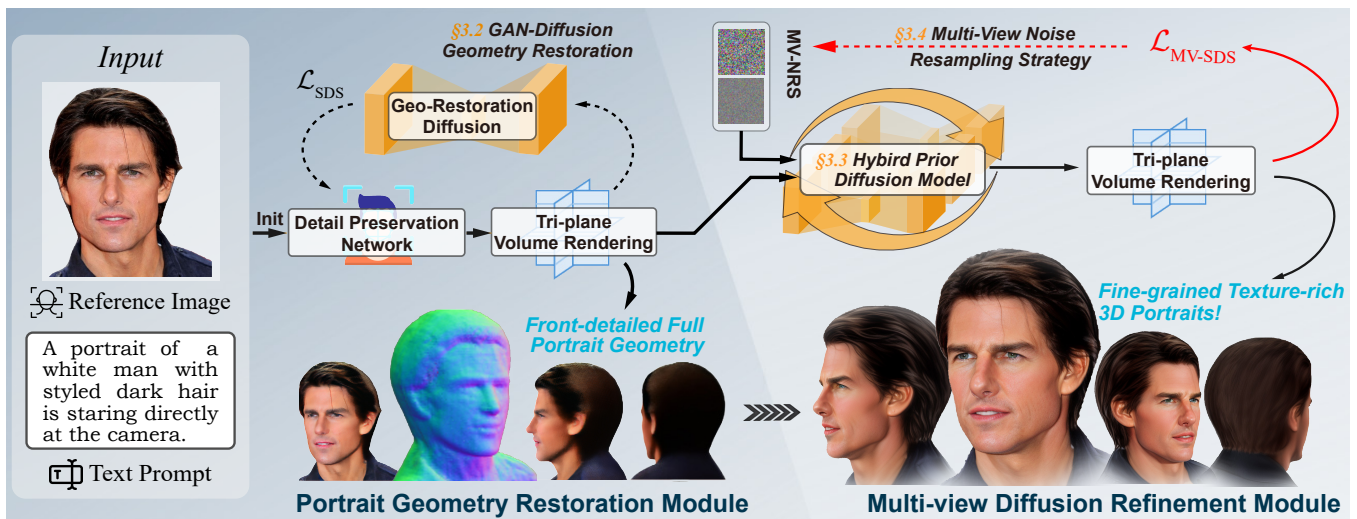 Input
Reference Image
A portrait of a
white man with
styled dark hair
is staring directly
at the camera.
T
Text Prompt
§3.2 GAN-Diffusion
Geometry Restoration
ℒSDS
Geo-Restoration
Diffusion
Init
Detail Preservation
Network
Tri-plane
Volume Rendering
Front-detailed Full
Portrait Geometry
Portrait Geometry Restoration Module
MV-NRS
§3.4 Multi-View Noise
Resampling Strategy
ℒMV-SDS
§3.3 Hybird Prior
Diffusion Model
Tri-plane
Volume Rendering
Fine-grained Texture-rich
3D Portraits!
Multi-view Diffusion Refinement Module